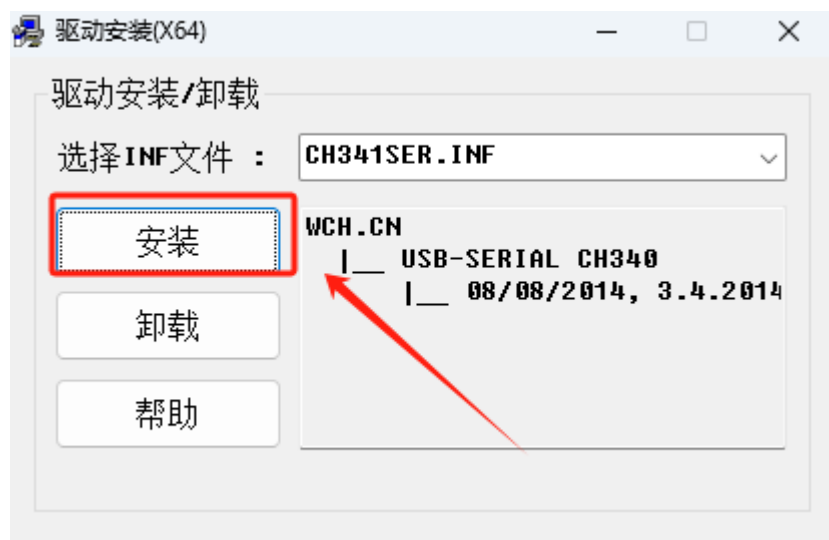 驱动安装(X64)
驱动安装/卸载
选择INF文件 :
CH341SER.INF
安装
WCH.CN
|__ USB-SERIAL CH340
|__ 08/08/2014, 3.4.2014
卸载
帮助